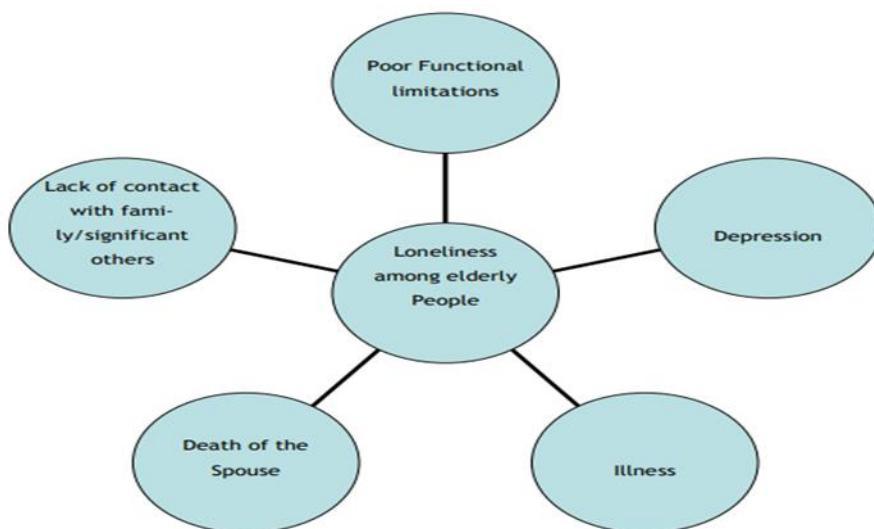 Poor Functional
limitations
Lack of contact
with fami-
ly/significant
others
Loneliness
among elderly
People
Depression
Death of the
Spouse
Illness